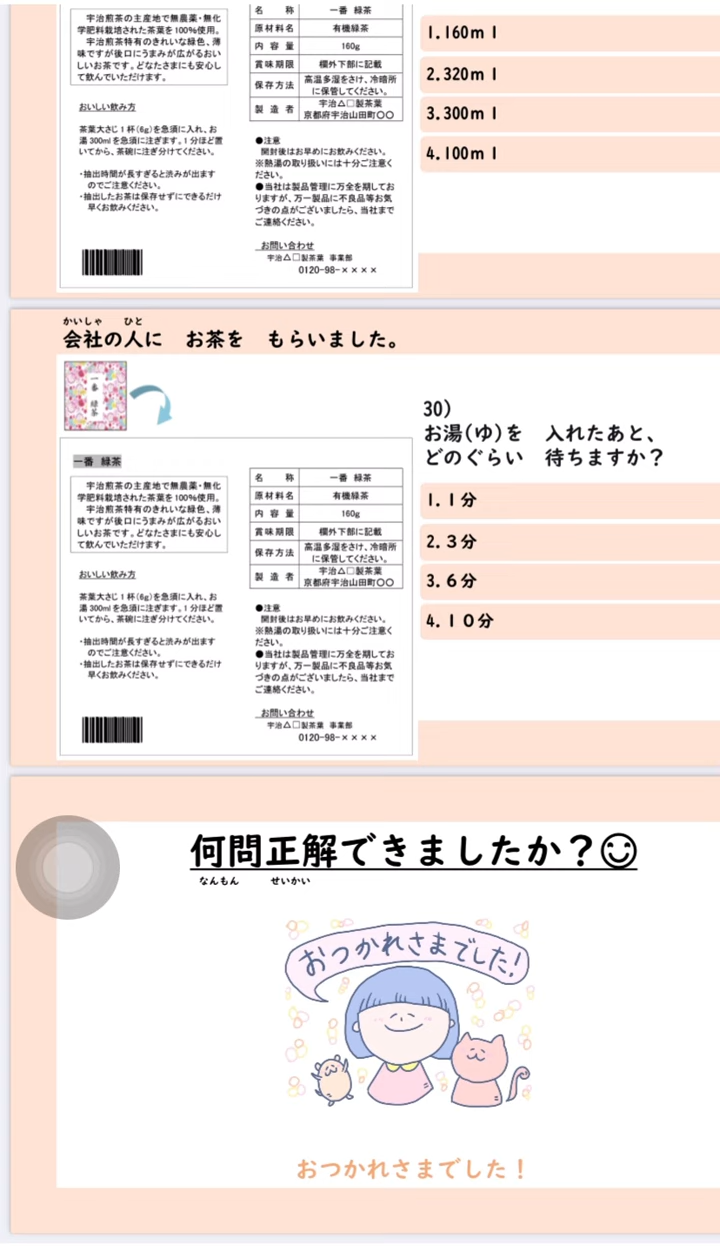 宇治煎茶の主産地で無農薬・無化
学肥料栽培された茶葉を100%使用。
宇治煎茶特有のきれいな緑色、薄
味ですが後口にうまみが広がるおい
しいお茶です。どなたさまにも安心し
て飲んでいただけます。
おいしい飲み方
茶葉大さじ1杯(6g)を急須に入れ、お
湯300mlを急須に注ぎます。1分ほど置
いてから、茶碗に注ぎ分けてください。
・抽出時間が長すぎると渋みが出ます
のでご注意ください。
・抽出したお茶は保存せずにできるだけ
早くお飲みください。
名 称 一番 緑茶
原材料名 有機緑茶
内容量 160g
賞味期限 欄外下部に記載
保存方法 高温多湿をさけ、冷暗所
に保管してください。
製造者 宇治△□製茶葉
京都府宇治山田町〇〇
●注意
開封後はお早めにお飲みください。
※熱湯の取り扱いには十分ご注意く
ださい。
●当社は製品管理に万全を期してお
りますが、万一製品に不良品等お気
づきの点がございましたら、当社まで
ご連絡ください。
お問い合わせ
宇治△□製茶葉 事業部
0120-98-××××
1.160ml
2.320ml
3.300ml
4.100ml
かいしゃ ひと
会社の人に お茶を もらいました。
一番 緑茶
一番 緑茶
宇治煎茶の主産地で無農薬・無化
学肥料栽培された茶葉を100%使用。
宇治煎茶特有のきれいな緑色、薄
味ですが後口にうまみが広がるおい
しいお茶です。どなたさまにも安心し
て飲んでいただけます。
おいしい飲み方
茶葉大さじ1杯(6g)を急須に入れ、お
湯300mlを急須に注ぎます。1分ほど置
いてから、茶碗に注ぎ分けてください。
・抽出時間が長すぎると渋みが出ます
のでご注意ください。
・抽出したお茶は保存せずにできるだけ
早くお飲みください。
名 称 一番 緑茶
原材料名 有機緑茶
内容量 160g
賞味期限 欄外下部に記載
保存方法 高温多湿をさけ、冷暗所
に保管してください。
製造者 宇治△□製茶葉
京都府宇治山田町〇〇
●注意
開封後はお早めにお飲みください。
※熱湯の取り扱いには十分ご注意く
ださい。
●当社は製品管理に万全を期してお
りますが、万一製品に不良品等お気
づきの点がございましたら、当社まで
ご連絡ください。
お問い合わせ
宇治△□製茶葉 事業部
0120-98-××××
30)
お湯(ゆ)を 入れたあと、
どのぐらい 待ちますか?
1.1分
2.3分
3.6分
4.10分
何問正解できましたか?☺
なんもん せいかい
おつかれさまでした!
おつかれさまでした!